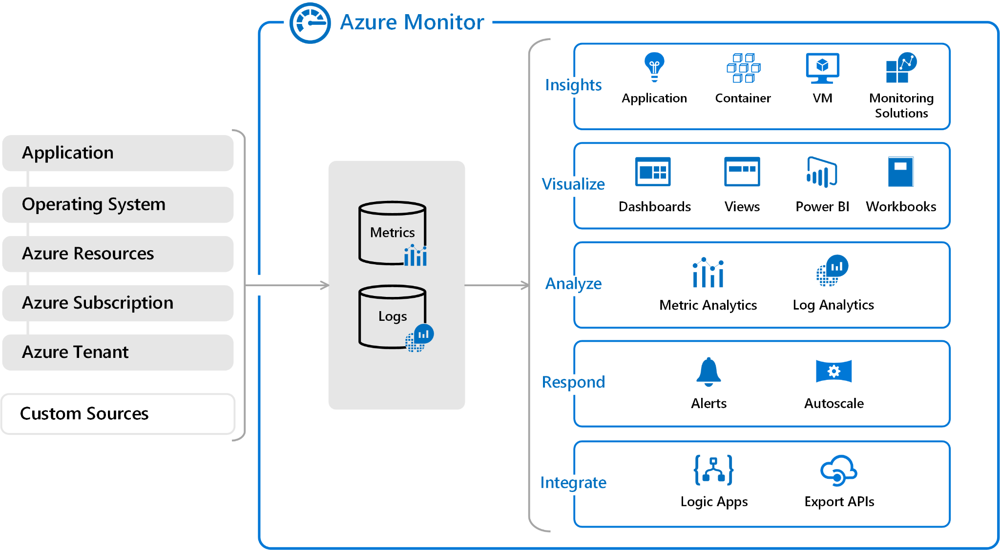 Azure Monitor
Application
Operating System
Azure Resources
Azure Subscription
Azure Tenant
Custom Sources
Metrics
Logs
Insights
Application
Container
VM
Monitoring
Solutions
Visualize
Dashboards
Views
Power BI
Workbooks
Analyze
Metric Analytics
Log Analytics
Respond
Alerts
Autoscale
Integrate
Logic Apps
Export APIs